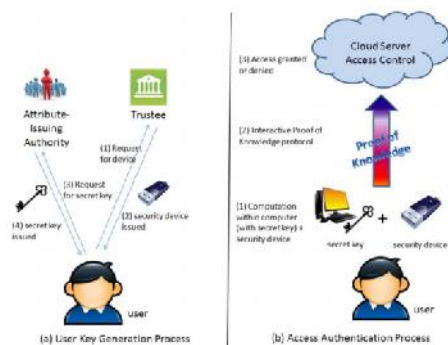 Attribute-
Issuing
Authority
Trustee
(1) Request
for device
(3) Request
for secret key
(2) security device
issued
(4) secret key
issued
user
(a) User Key Generation Process
Cloud Server
Access Control
(3) Access granted
or denied
(2) Interactive Proof of
Knowledge protocol
Proof of
Knowledge
(1) Computation
within computer
(with secret key) +
security device
+
secret key
security device
user
(b) Access Authentication Process